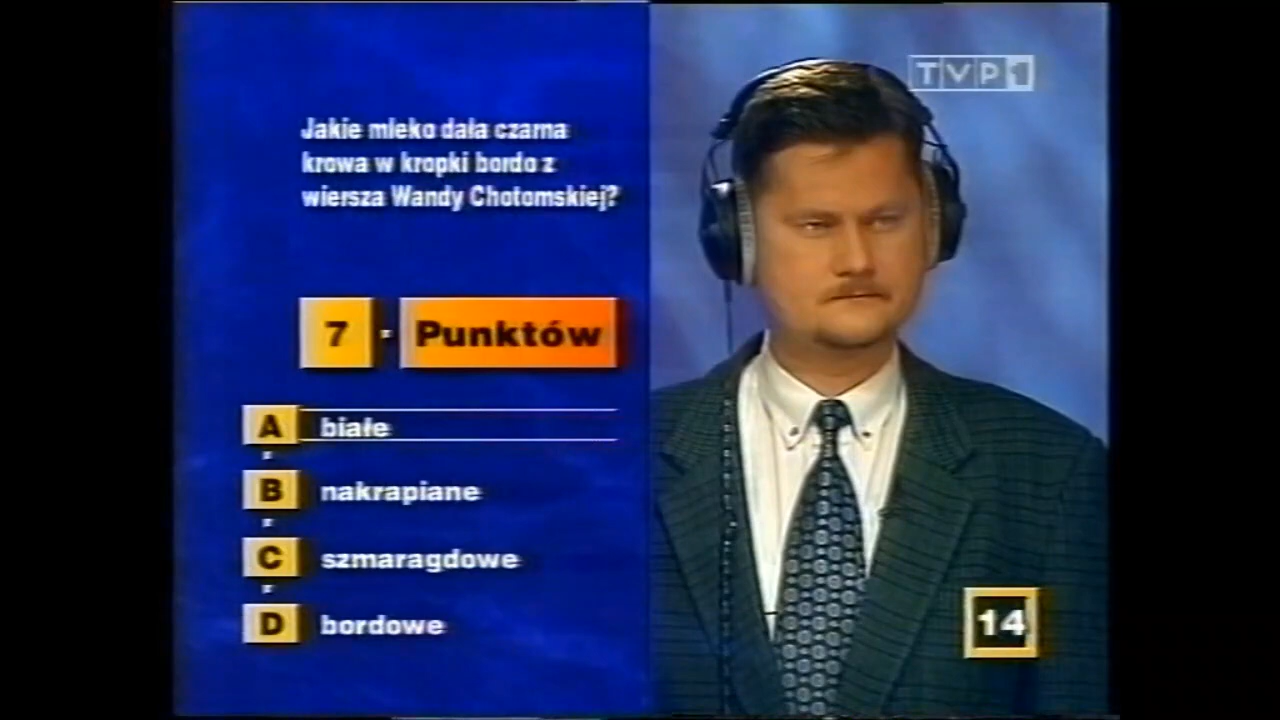 TVP1
Jakie mleko dała czarna
krowa w kropki bordo z
wiersza Wandy Chotomskiej?
7 Punktów
A białe
B nakrapiane
C szmaragdowe
D bordowe
14